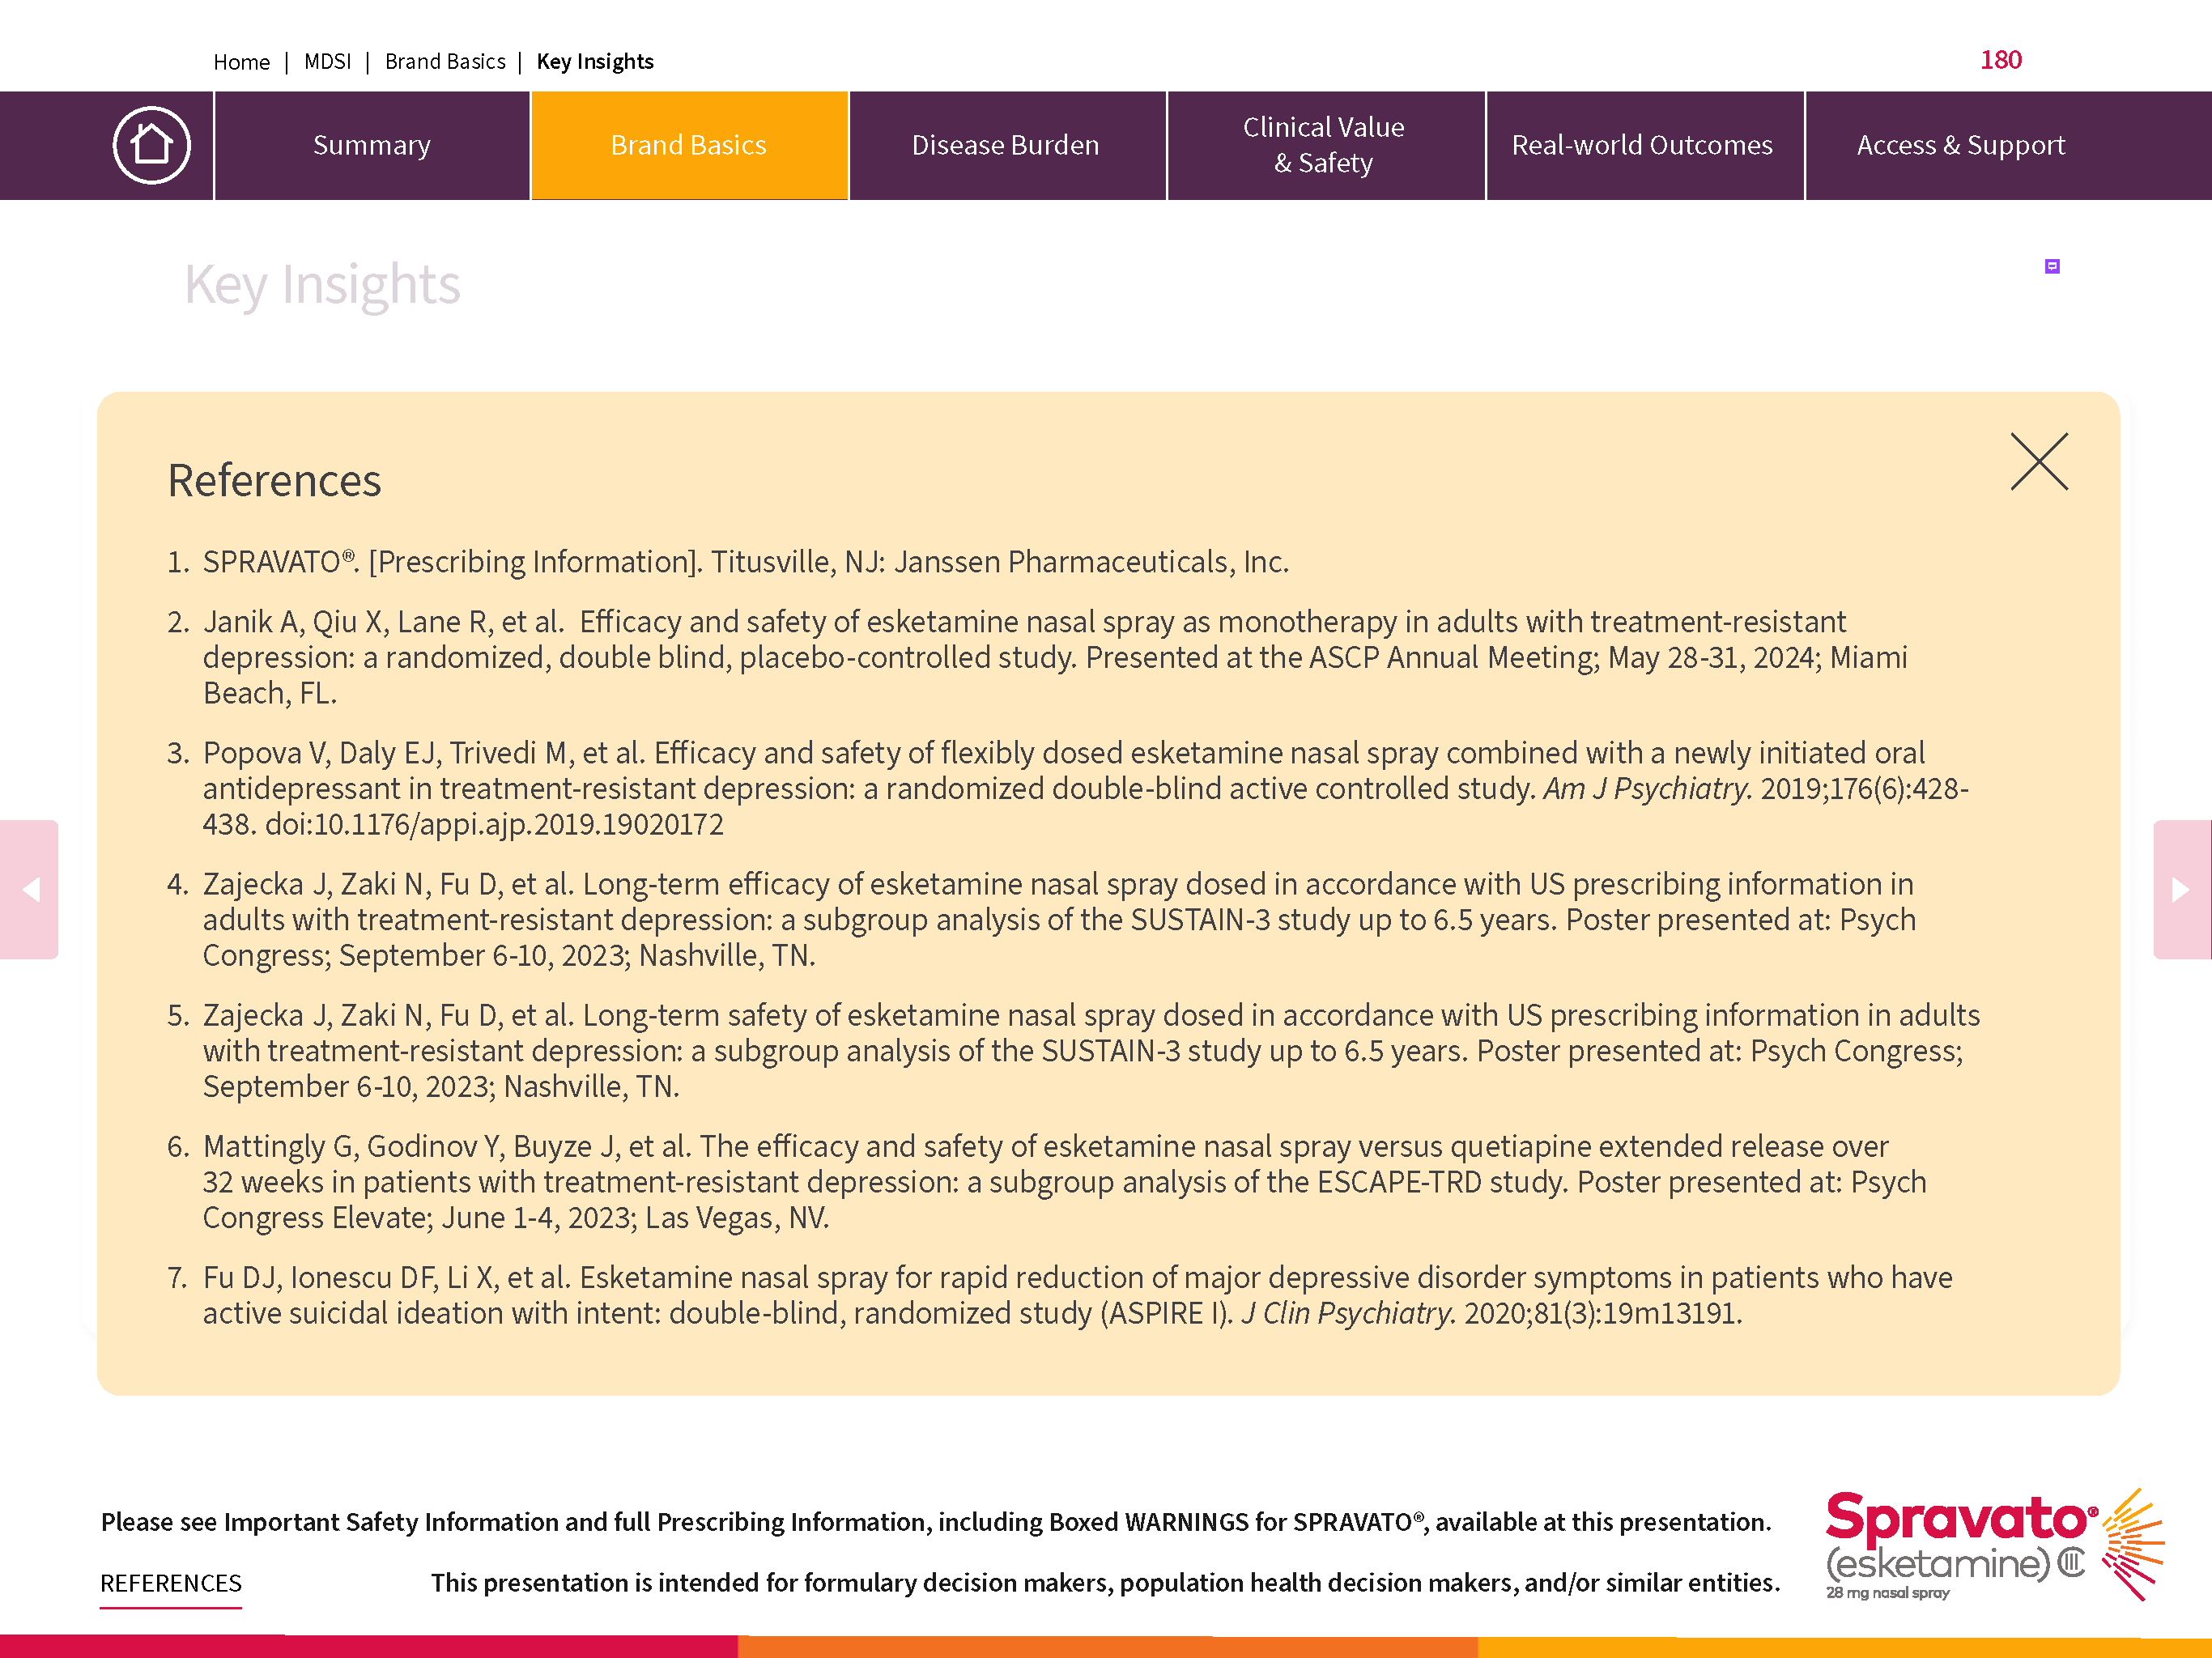 Home | MDSI | Brand Basics | Key Insights
180
Summary
Brand Basics
Disease Burden
Clinical Value
& Safety
Real-world Outcomes
Access & Support
Key Insights
References
1. SPRAVATO®. [Prescribing Information]. Titusville, NJ: Janssen Pharmaceuticals, Inc.
2. Janik A, Qiu X, Lane R, et al. Efficacy and safety of esketamine nasal spray as monotherapy in adults with treatment-resistant
depression: a randomized, double blind, placebo-controlled study. Presented at the ASCP Annual Meeting; May 28-31, 2024; Miami
Beach, FL.
3. Popova V, Daly EJ, Trivedi M, et al. Efficacy and safety of flexibly dosed esketamine nasal spray combined with a newly initiated oral
antidepressant in treatment-resistant depression: a randomized double-blind active controlled study. Am J Psychiatry. 2019;176(6):428-
438. doi:10.1176/appi.ajp.2019.19020172
4. Zajecka J, Zaki N, Fu D, et al. Long-term efficacy of esketamine nasal spray dosed in accordance with US prescribing information in
adults with treatment-resistant depression: a subgroup analysis of the SUSTAIN-3 study up to 6.5 years. Poster presented at: Psych
Congress; September 6-10, 2023; Nashville, TN.
5. Zajecka J, Zaki N, Fu D, et al. Long-term safety of esketamine nasal spray dosed in accordance with US prescribing information in adults
with treatment-resistant depression: a subgroup analysis of the SUSTAIN-3 study up to 6.5 years. Poster presented at: Psych Congress;
September 6-10, 2023; Nashville, TN.
6. Mattingly G, Godinov Y, Buyze J, et al. The efficacy and safety of esketamine nasal spray versus quetiapine extended release over
32 weeks in patients with treatment-resistant depression: a subgroup analysis of the ESCAPE-TRD study. Poster presented at: Psych
Congress Elevate; June 1-4, 2023; Las Vegas, NV.
7. Fu DJ, Ionescu DF, Li X, et al. Esketamine nasal spray for rapid reduction of major depressive disorder symptoms in patients who have
active suicidal ideation with intent: double-blind, randomized study (ASPIRE I). J Clin Psychiatry. 2020;81(3):19m13191.
Please see Important Safety Information and full Prescribing Information, including Boxed WARNINGS for SPRAVATO®, available at this presentation.
REFERENCES
This presentation is intended for formulary decision makers, population health decision makers, and/or similar entities.
Spravato®
(esketamine) CIII
28 mg nasal spray